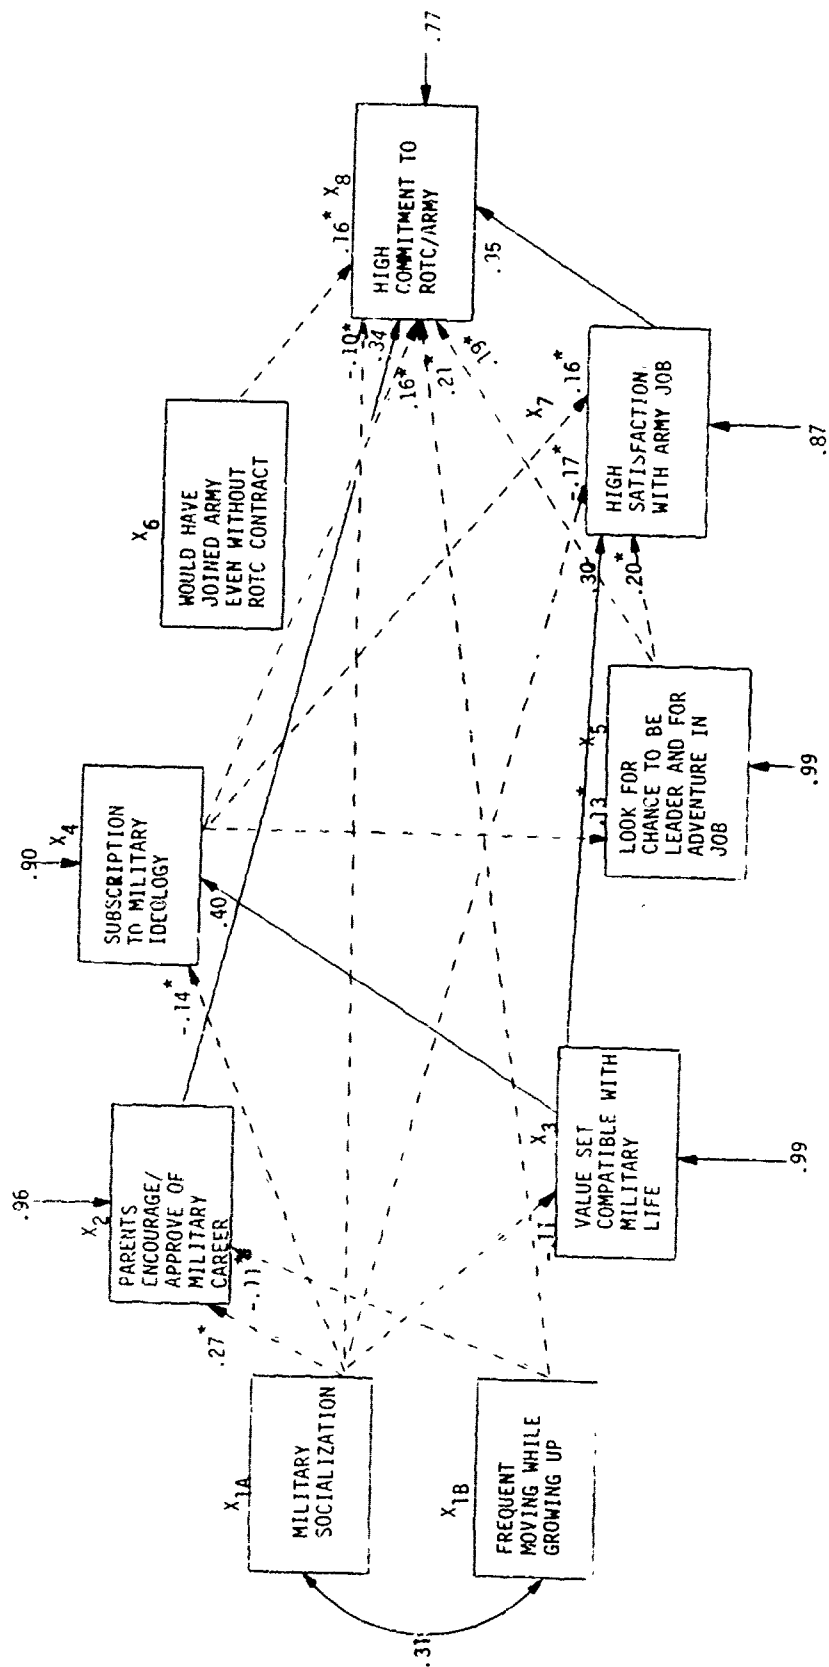 .31
X1A
MILITARY
SOCIALIZATION
X1B
FREQUENT
MOVING WHILE
GROWING UP
.96
X2
PARENTS
ENCOURAGE/
APPROVE OF
MILITARY
CAREER
.27*
-.11*
X3
VALUE SET
COMPATIBLE WITH
MILITARY
LIFE
-.11
.99
.90
X4
SUBSCRIPTION
TO MILITARY
IDEOLOGY
-.14*
.40
X5
LOOK FOR
CHANCE TO BE
LEADER AND FOR
ADVENTURE IN
JOB
.13*
.99
X6
WOULD HAVE
JOINED ARMY
EVEN WITHOUT
ROTC CONTRACT
X7
HIGH
SATISFACTION
WITH ARMY JOB
-.17*
.16*
.30
.20*
.87
X8
HIGH
COMMITMENT TO
ROTC/ARMY
.16*
-.10*
.34
.16*
.21*
.19*
.35
.77